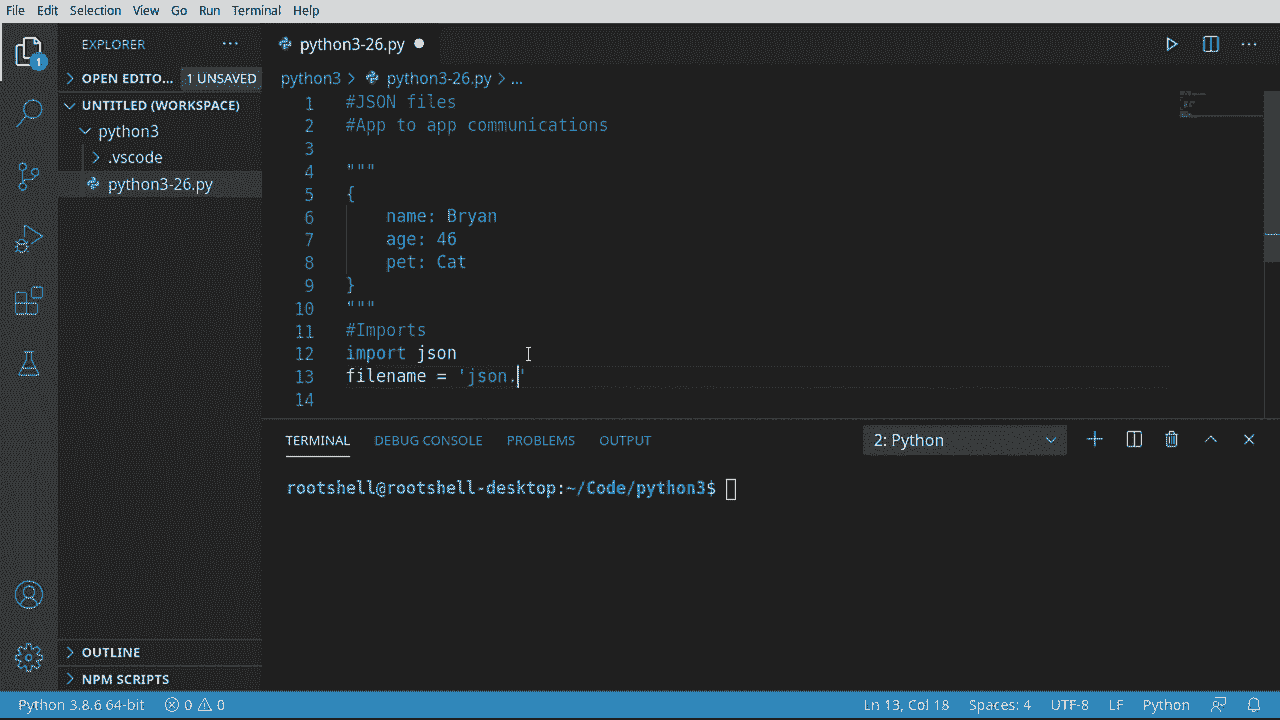 File Edit Selection View Go Run Terminal Help
EXPLORER ···
python3-26.py
OPEN EDITO... 1 UNSAVED
python3 > python3-26.py > ...
UNTITLED (WORKSPACE)
python3
.vscode
python3-26.py
1
1 #JSON files
2 #App to app communications
3
4 """
5 {
6 name: Bryan
7 age: 46
8 pet: Cat
9 }
10 """
11 #Imports
12 import json
13 filename = 'json.'
14
TERMINAL DEBUG CONSOLE PROBLEMS OUTPUT 2: Python
rootshell@rootshell-desktop:~/Code/python3$
OUTLINE
NPM SCRIPTS
Python 3.8.6 64-bit 0 0 Ln 13, Col 18 Spaces: 4 UTF-8 LF Python